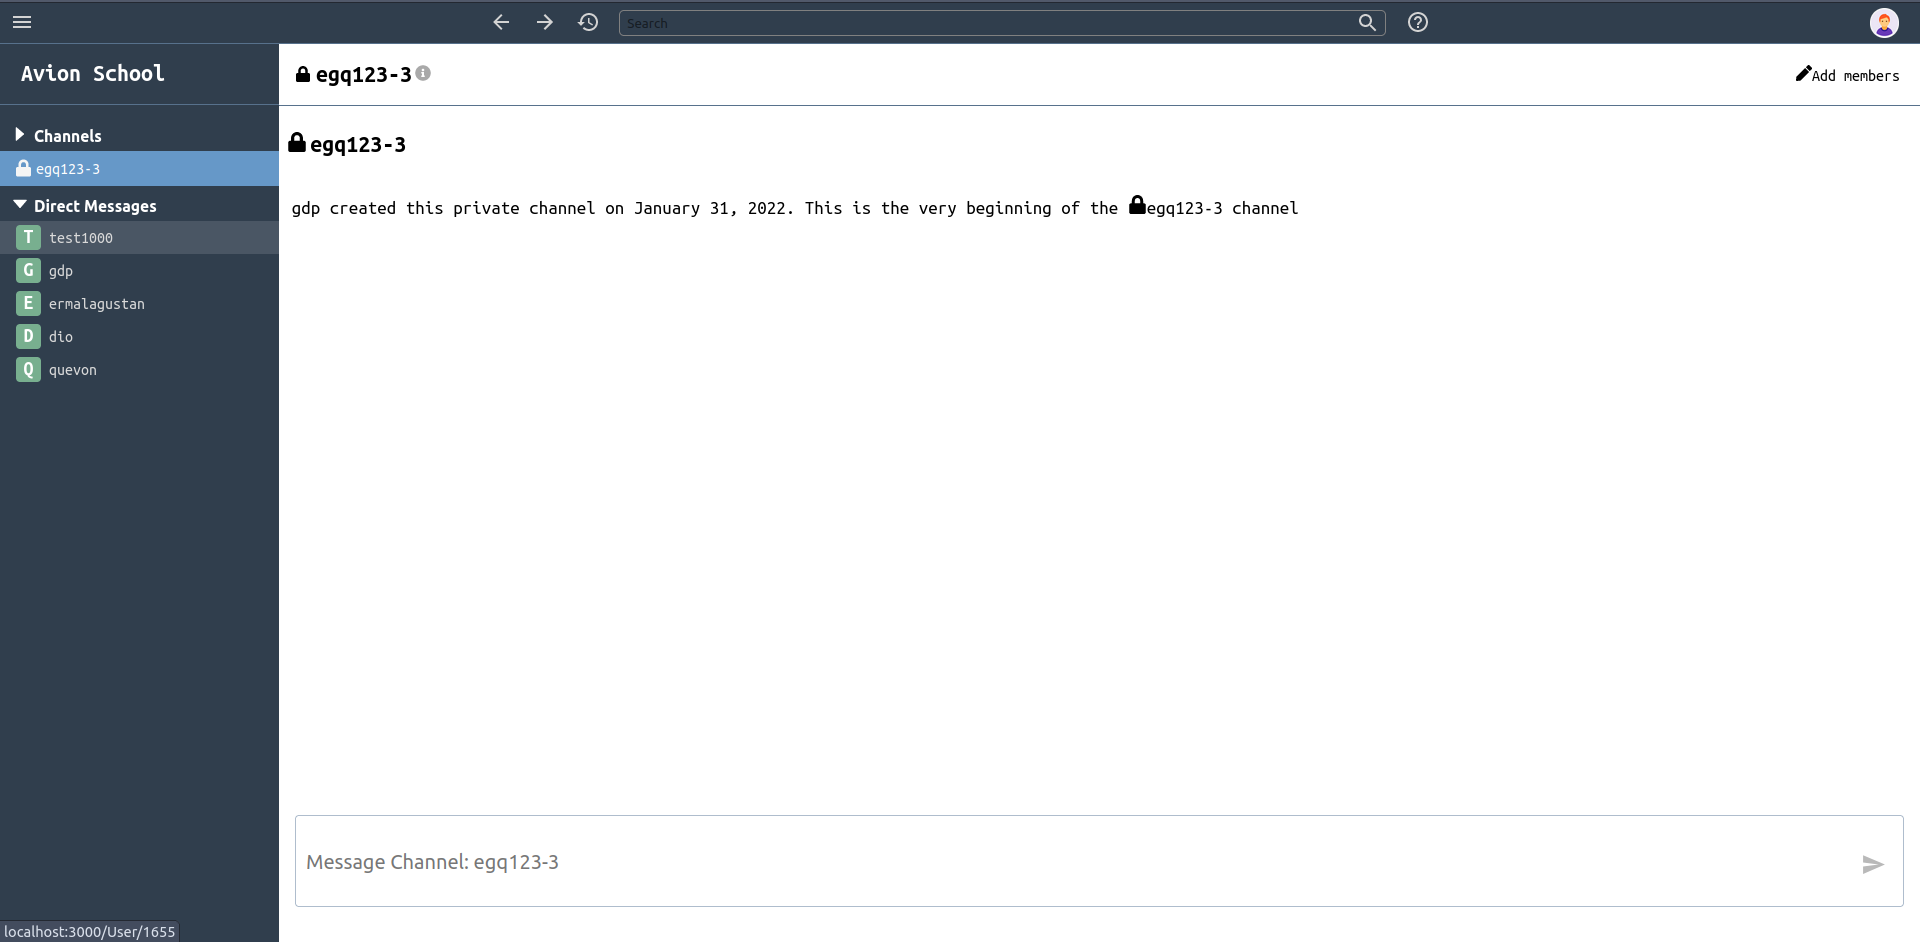 Search
Avion School
egq123-3
Add members
Channels
egq123-3
Direct Messages
T test1000
G gdp
E ermalagustan
D dio
Q quevon
egq123-3
gdp created this private channel on January 31, 2022. This is the very beginning of the egq123-3 channel
Message Channel: egq123-3
localhost:3000/User/1655